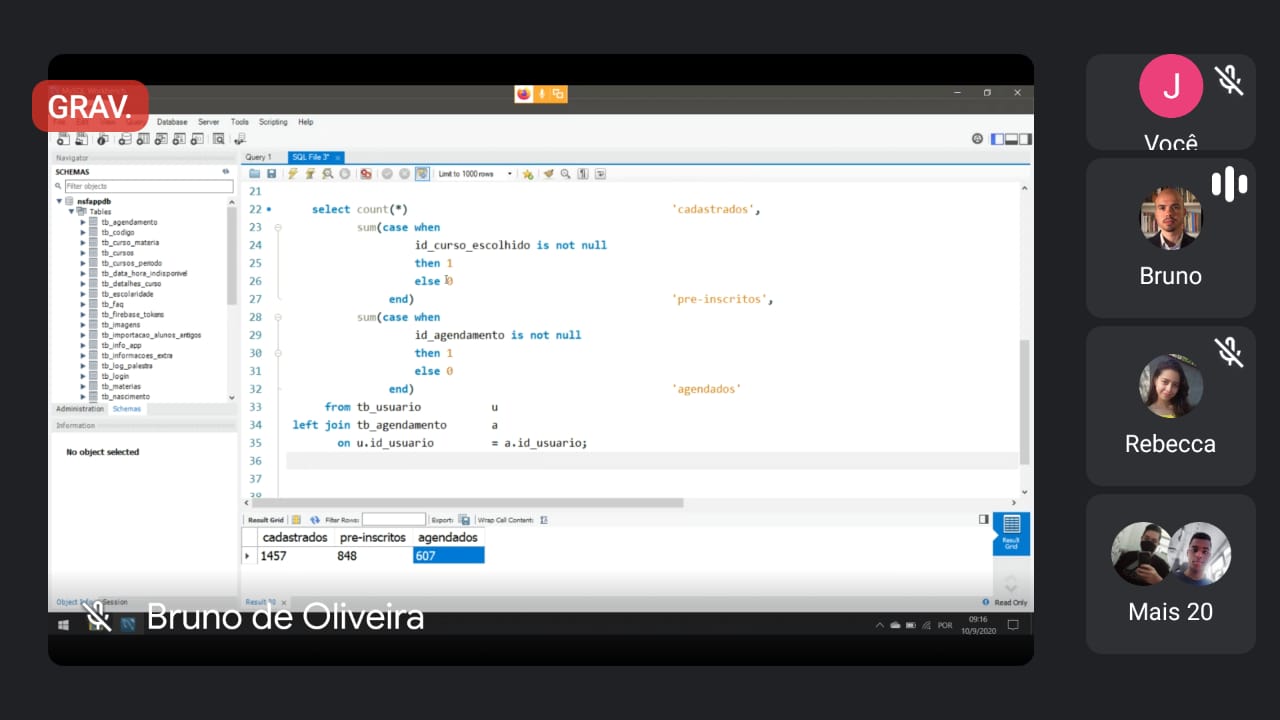 GRAV.
Database Server Tools Scripting Help
Navigator
SCHEMAS
Filter objects
nsfappdb
Tables
tb_agendamento
tb_codigo
tb_curso_materia
tb_cursos
tb_cursos_periodo
tb_data_hora_indisponivel
tb_detalhes_curso
tb_escolaridade
tb_faq
tb_firebase_tokens
tb_imagens
tb_importacao_alunos_antigos
tb_info_app
tb_informacoes_extra
tb_log_palestra
tb_login
tb_materias
tb_nascimento
Administration Schemas
Information
No object selected
Query 1 SQL File 3*
Limit to 1000 rows
21
22 select count(*) 'cadastrados',
23 sum(case when
24 id_curso_escolhido is not null
25 then 1
26 else 0
27 end) 'pre-inscritos',
28 sum(case when
29 id_agendamento is not null
30 then 1
31 else 0
32 end) 'agendados'
33 from tb_usuario u
34 left join tb_agendamento a
35 on u.id_usuario = a.id_usuario;
36
37
38
Result Grid Filter Rows: Export: Wrap Cell Content:
cadastrados pre-inscritos agendados
1457 848 607
Result Grid
Session
Read Only
Bruno de Oliveira
POR
09:16
10/9/2020
J
Você
Bruno
Rebecca
Mais 20